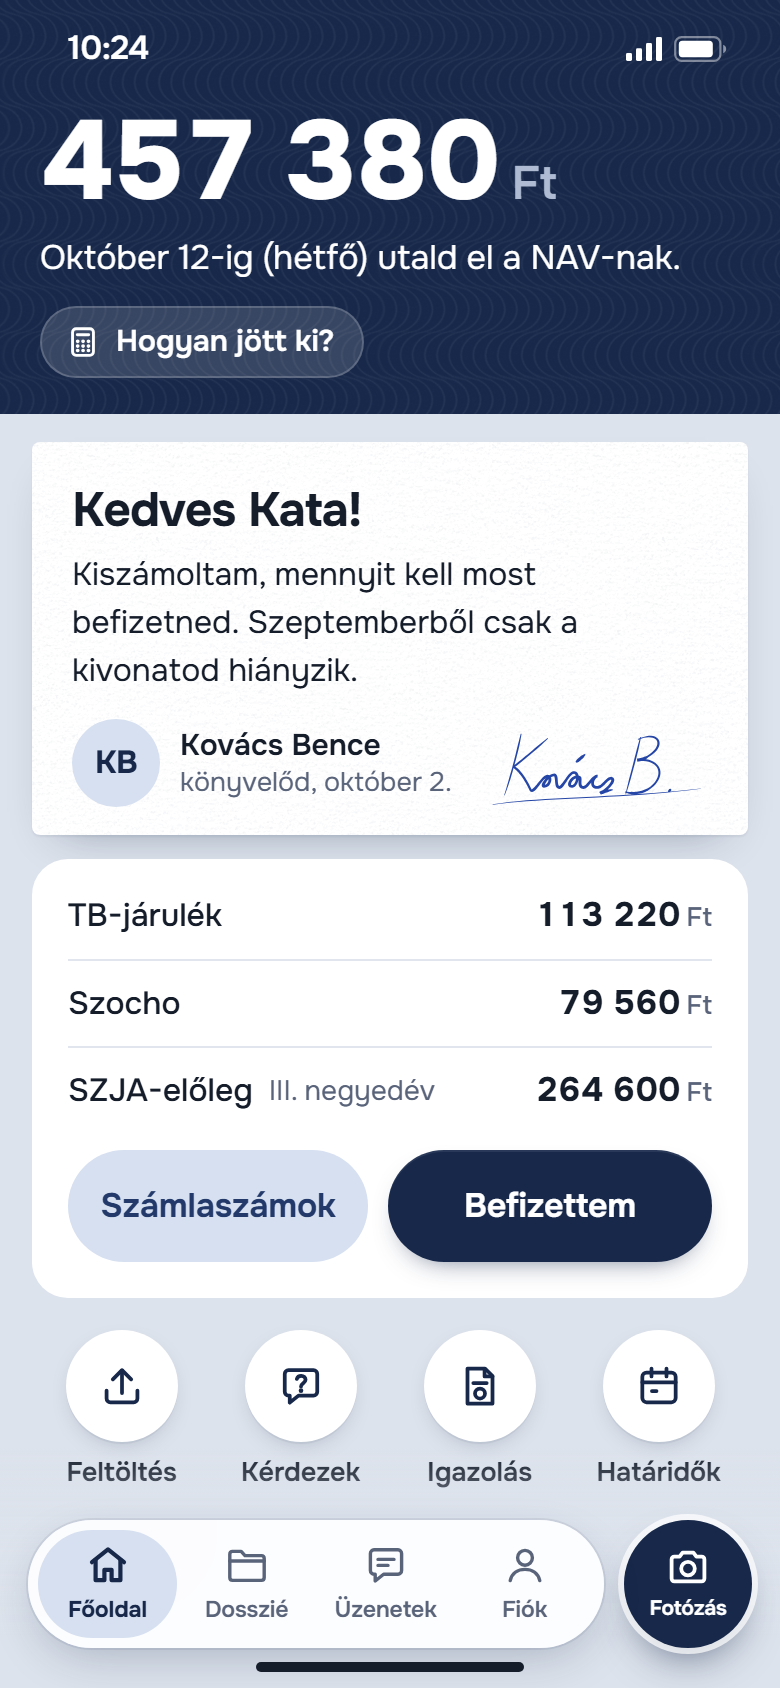 10:24
457 380 Ft
Október 12-ig (hétfő) utald el a NAV-nak.
Hogyan jött ki?
Kedves Kata!
Kiszámoltam, mennyit kell most
befizetned. Szeptemberből csak a
kivonatod hiányzik.
KB
Kovács Bence
könyvelőd, október 2.
Kovács B.
TB-járulék 113 220 Ft
Szocho 79 560 Ft
SZJA-előleg III. negyedév 264 600 Ft
Számlaszámok Befizettem
Feltöltés Kérdezek Igazolás Határidők
Főoldal Dosszié Üzenetek Fiók Fotózás